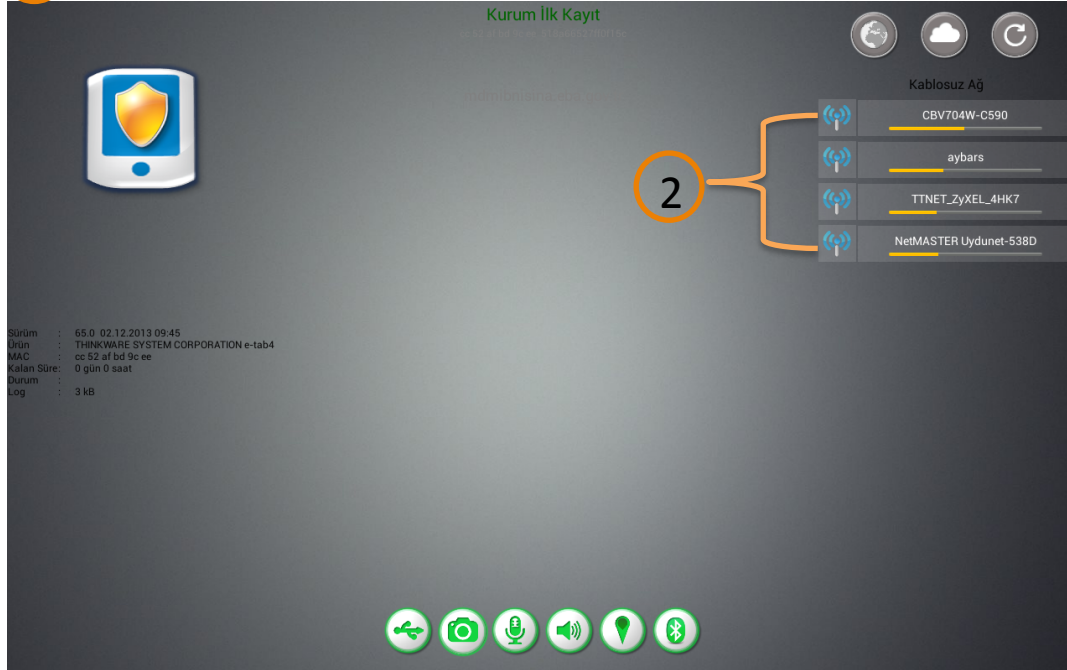 Kurum İlk Kayıt
Kablosuz Ağ
CBV704W-C590
aybars
TTNET_ZyXEL_4HK7
NetMASTER Uydunet-538D
2
Sürüm : 65.0 02.12.2013 09:45
Ürün : THINKWARE SYSTEM CORPORATION e-tab4
MAC : cc 52 af bd 9c ee
Kalan Süre: 0 gün 0 saat
Durum :
Log : 3 kB